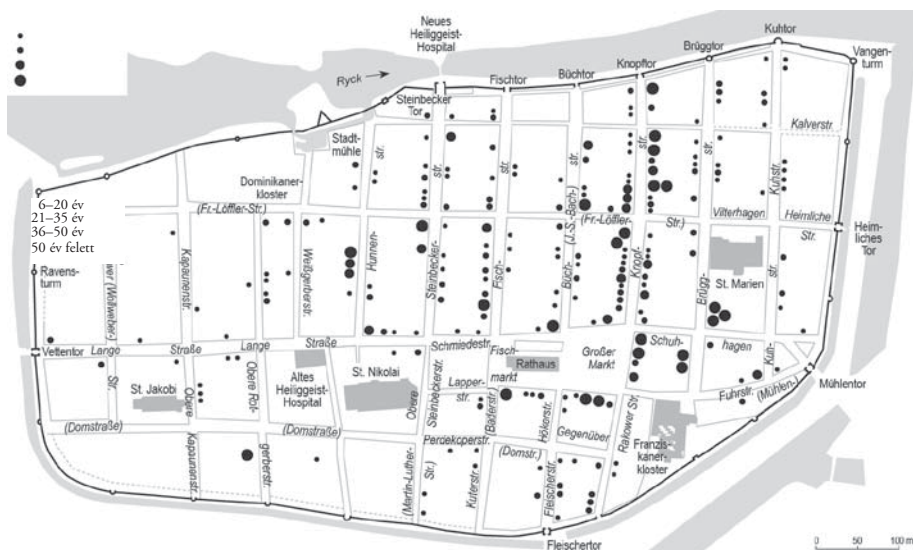 Neues
Heiliggeist-
Hospital
Kuhtor
Brüggtor
Vangen-
turm
Knopftor
Büchtor
Fischtor
Ryck
Steinbecker
Tor
Kalverstr.
Stadt-
mühle
str.
str.
str.
str.
str.
str.
Kuhstr.
Dominikaner-
kloster
(Fr.-Löffler-Str.)
(J.-S.-Bach-)
(Fr.-Löffler-
Str.)
Vilterhagen
Heimliche
Str.
Heim-
liches
Tor
6–20 év
21–35 év
36–50 év
50 év felett
Ravens-
turm
(Wollweber-)
Kapaunenstr.
Weißgerberstr.
Hunnen-
Steinbecker-
Fisch-
Büch-
Knopf-
Brügg-
St. Marien
str.
Vettentor
Lange
Straße
Lange
Straße
Schmiedestr.
Fisch-
markt
Rathaus
Großer
Markt
Schuh-
hagen
Kuh-
Mühlentor
Str.
St. Jakobi
Obere
Obere Rot-
Altes
Heiliggeist-
Hospital
St. Nikolai
Obere
Steinbeckerstr.
Lapper-
str.
(Baderstr.)
Hökerstr.
Gegenüber
Rakower Str.
Fuhrstr.
(Mühlen-)
Franzis-
kaner-
kloster
(Domstraße)
(Domstraße)
Perdekoperstr.
(Domstr.)
Kapaunenstr.
gerberstr.
(Martin-Luther-
Str.)
Kuterstr.
Fleischerstr.
Fleischertor
0 50 100 m